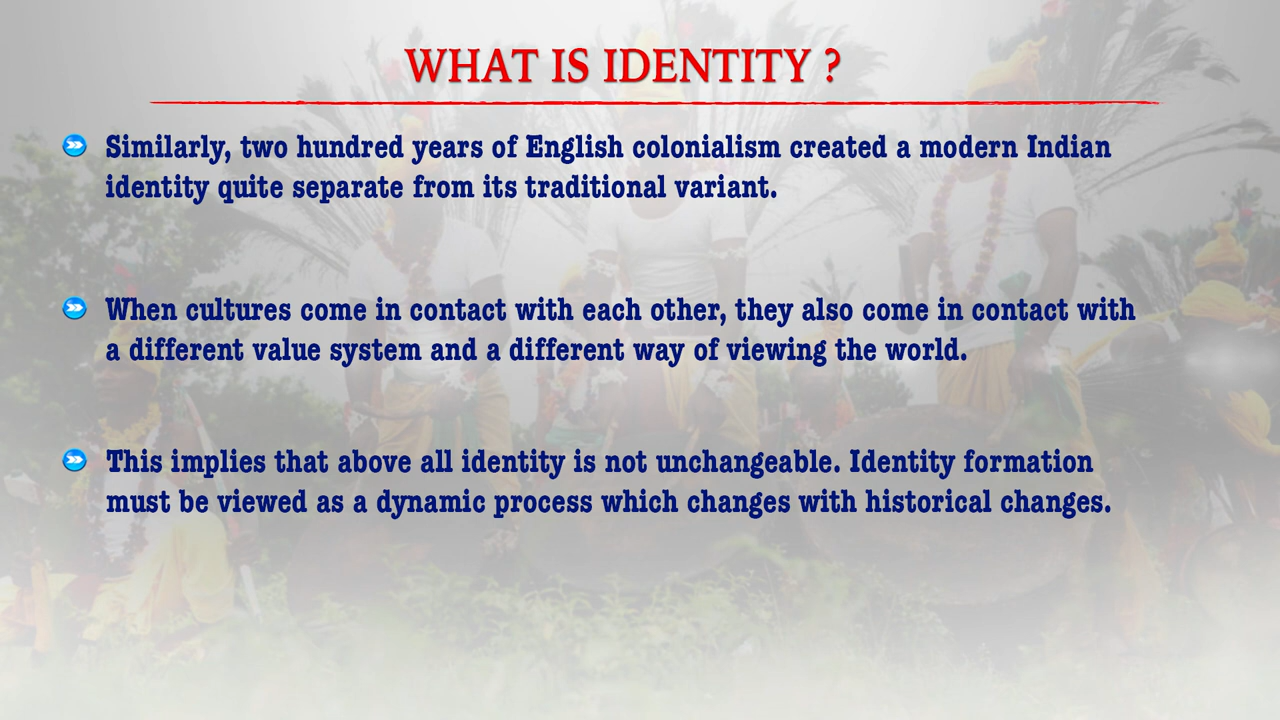 WHAT IS IDENTITY ?
Similarly, two hundred years of English colonialism created a modern Indian
identity quite separate from its traditional variant.
When cultures come in contact with each other, they also come in contact with
a different value system and a different way of viewing the world.
This implies that above all identity is not unchangeable. Identity formation
must be viewed as a dynamic process which changes with historical changes.